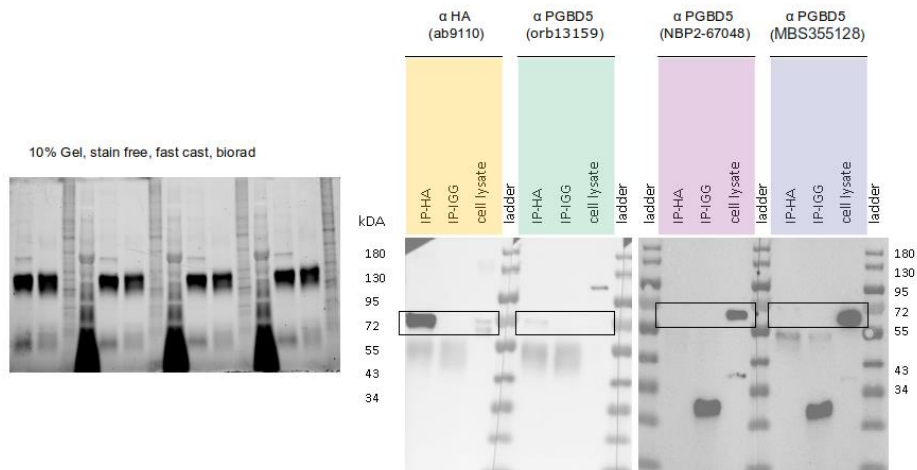 α HA
(ab9110)
α PGBD5
(orb13159)
α PGBD5
(NBP2-67048)
α PGBD5
(MBS355128)
10% Gel, stain free, fast cast, biorad
IP-HA
IP-IGG
cell lysate
ladder
IP-HA
IP-IGG
cell lysate
ladder
ladder
IP-HA
IP-IGG
cell lysate
ladder
IP-HA
IP-IGG
cell lysate
ladder
kDA
180
130
95
72
55
43
34
180
130
95
72
55
43
34